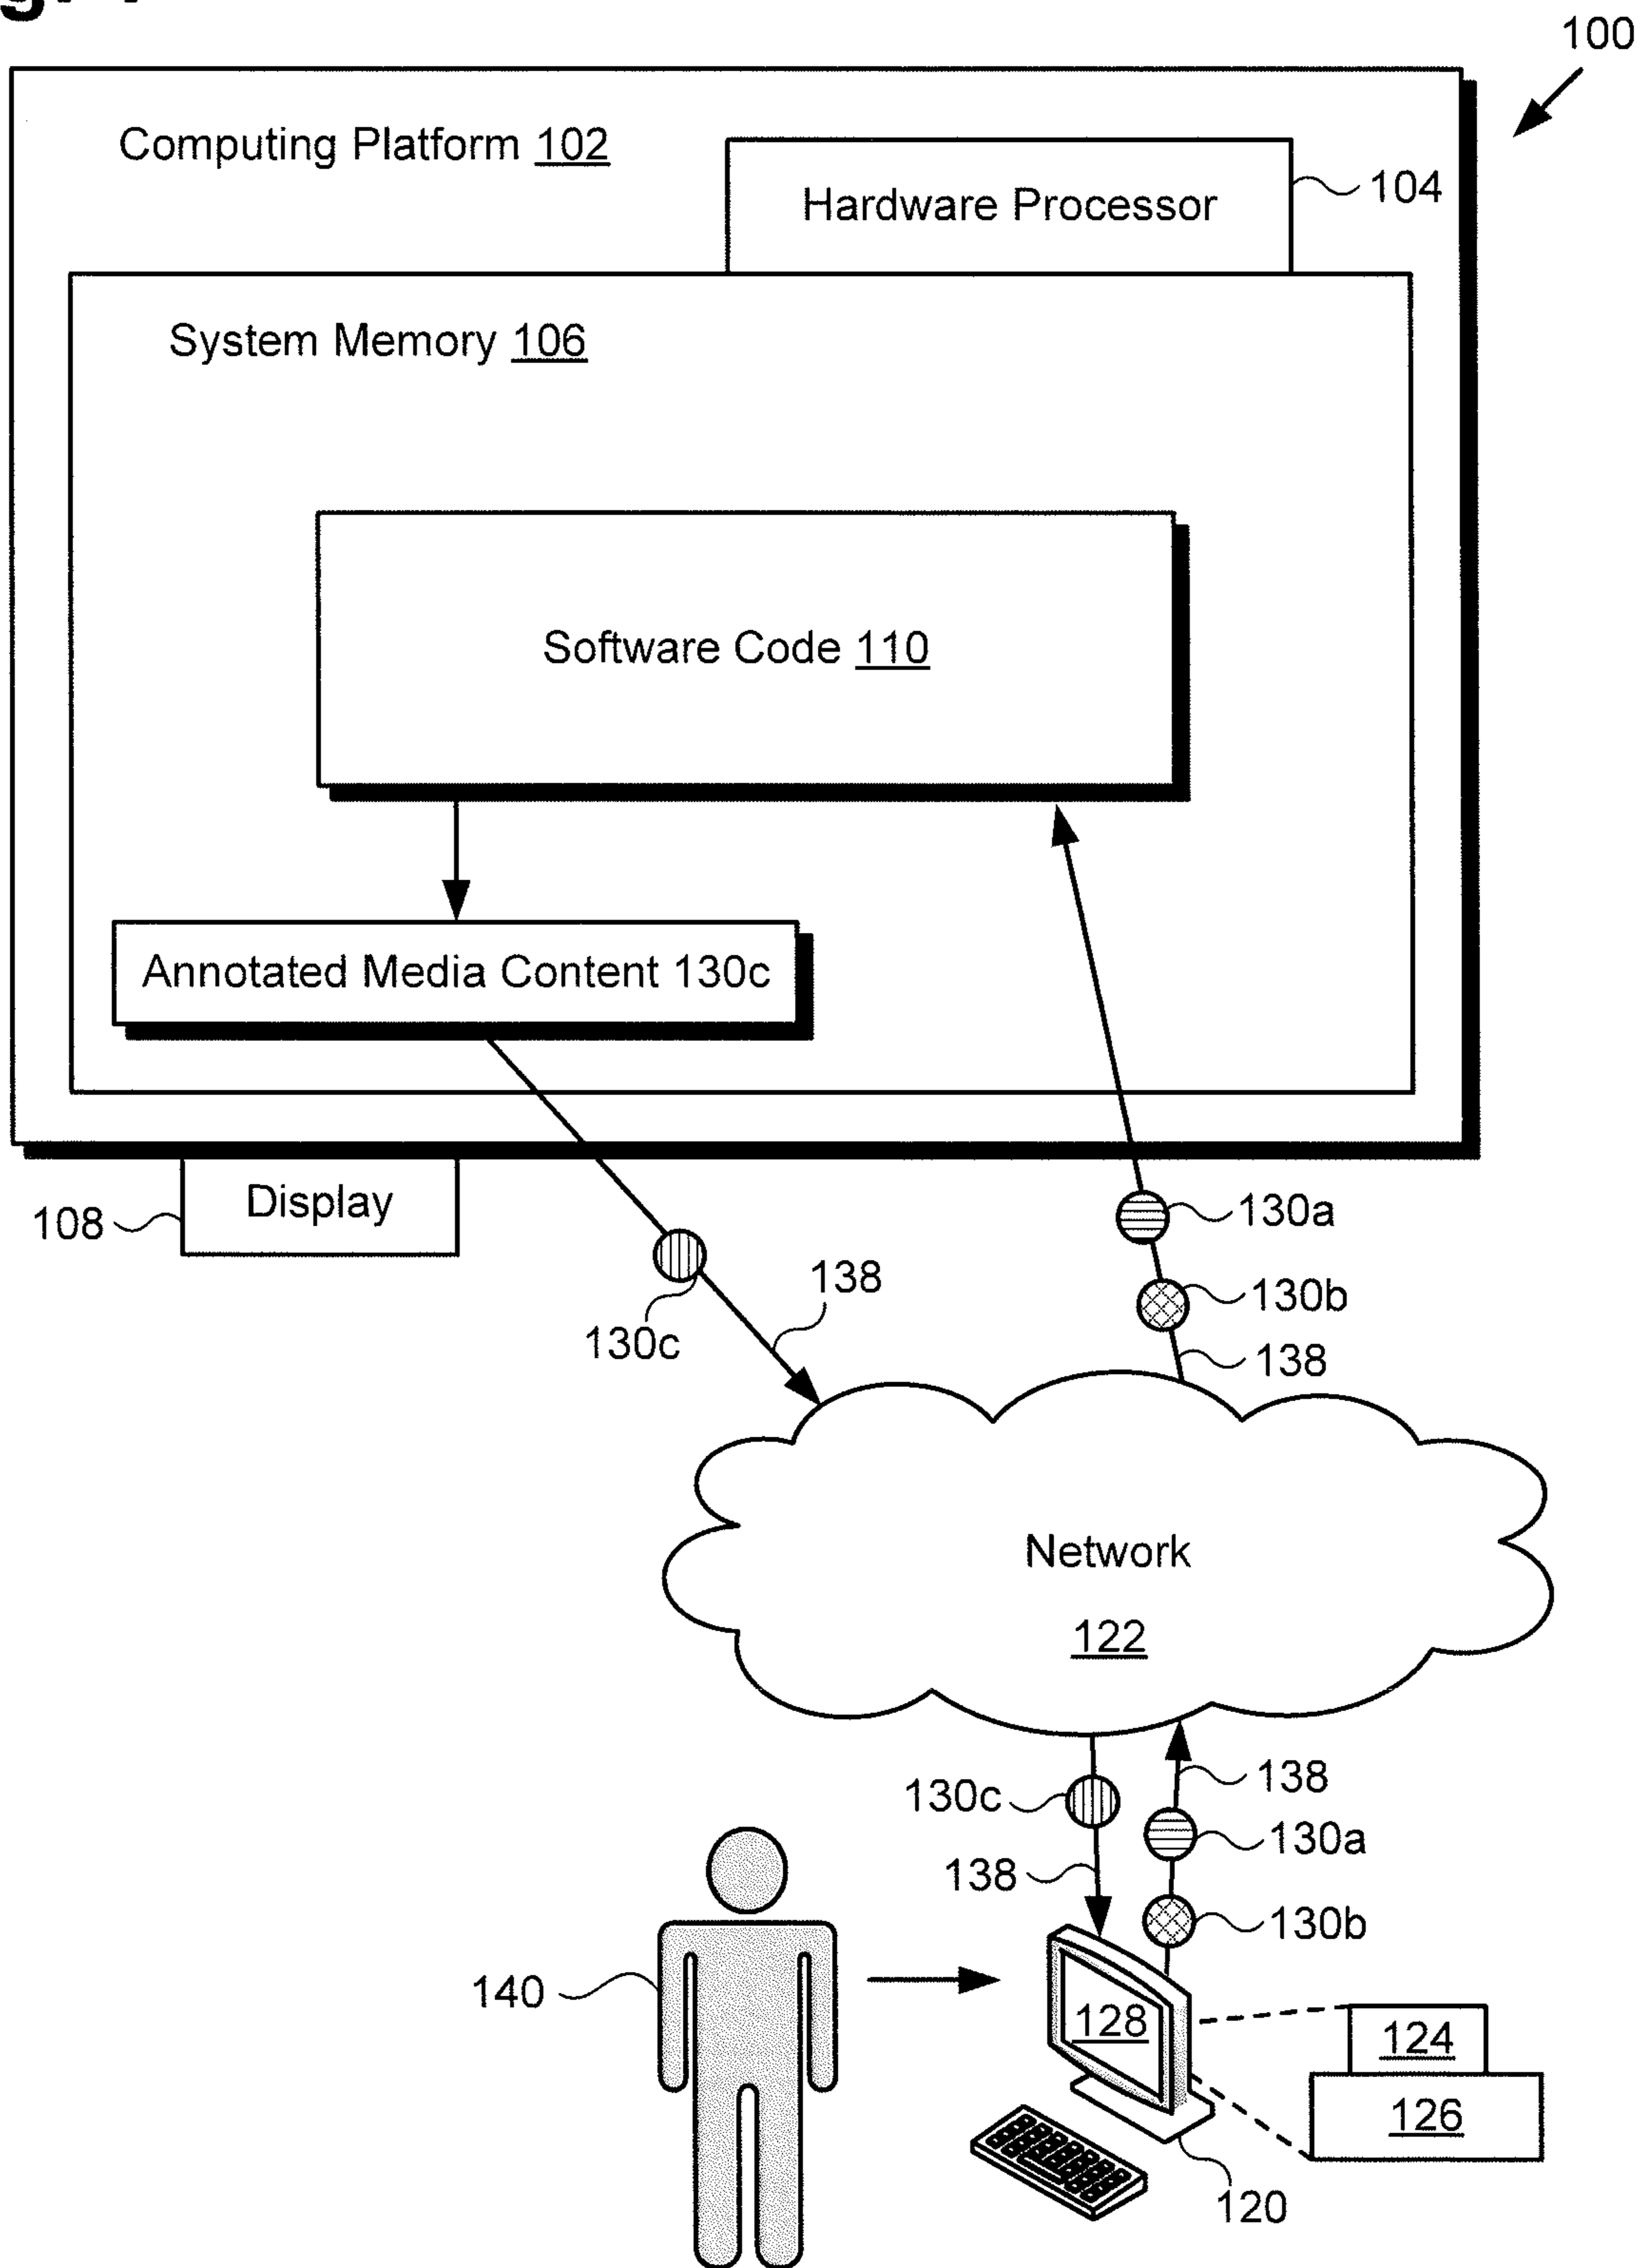 100
Computing Platform 102
Hardware Processor
104
System Memory 106
Software Code 110
Annotated Media Content 130c
Display
108
130a
130b
138
130c
138
Network
122
130c
138
138
130a
130b
140
128
124
126
120